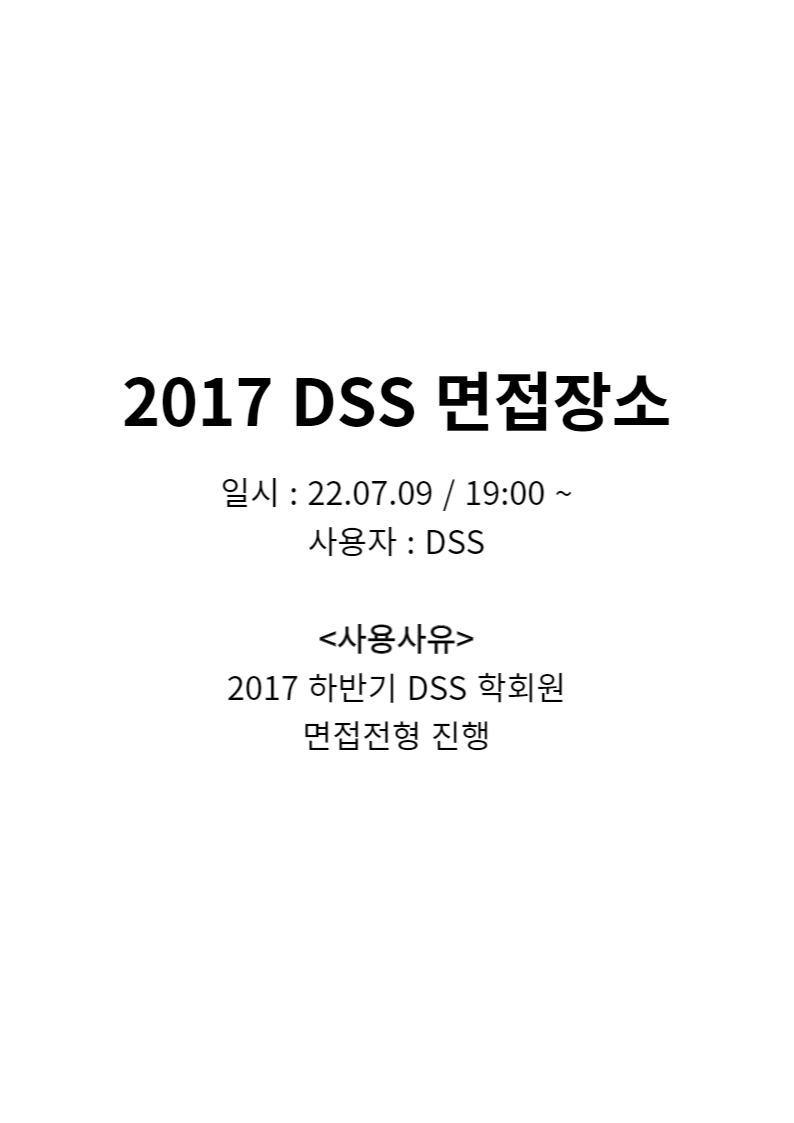 2017 DSS 면접장소
일시 : 22.07.09 / 19:00 ~
사용자 : DSS
<사용사유>
2017 하반기 DSS 학회원
면접전형 진행